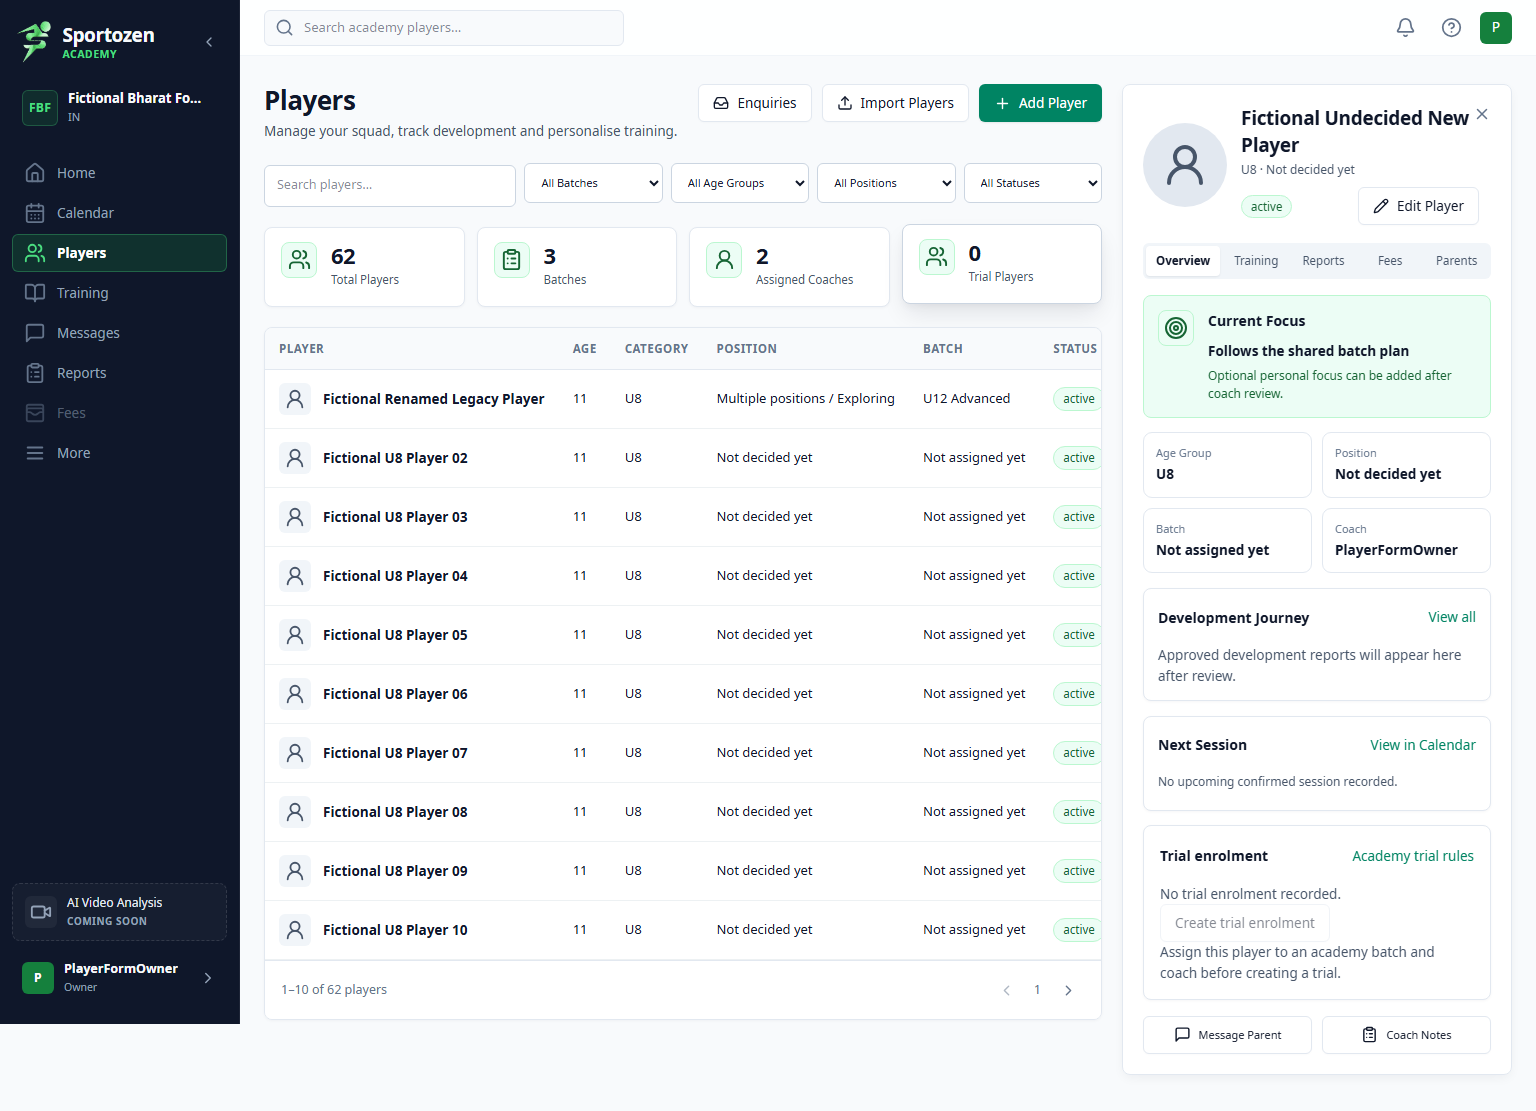 Sportozen
ACADEMY
FBF
Fictional Bharat Fo...
IN
Home
Calendar
Players
Training
Messages
Reports
Fees
More
AI Video Analysis
COMING SOON
P
PlayerFormOwner
Owner
Search academy players...
P
Players
Manage your squad, track development and personalise training.
Enquiries
Import Players
Add Player
Search players...
All Batches
All Age Groups
All Positions
All Statuses
62
Total Players
3
Batches
2
Assigned Coaches
0
Trial Players
PLAYER AGE CATEGORY POSITION BATCH STATUS
Fictional Renamed Legacy Player 11 U8 Multiple positions / Exploring U12 Advanced active
Fictional U8 Player 02 11 U8 Not decided yet Not assigned yet active
Fictional U8 Player 03 11 U8 Not decided yet Not assigned yet active
Fictional U8 Player 04 11 U8 Not decided yet Not assigned yet active
Fictional U8 Player 05 11 U8 Not decided yet Not assigned yet active
Fictional U8 Player 06 11 U8 Not decided yet Not assigned yet active
Fictional U8 Player 07 11 U8 Not decided yet Not assigned yet active
Fictional U8 Player 08 11 U8 Not decided yet Not assigned yet active
Fictional U8 Player 09 11 U8 Not decided yet Not assigned yet active
Fictional U8 Player 10 11 U8 Not decided yet Not assigned yet active
1–10 of 62 players
1
Fictional Undecided New
Player
U8 · Not decided yet
active
Edit Player
Overview Training Reports Fees Parents
Current Focus
Follows the shared batch plan
Optional personal focus can be added after
coach review.
Age Group
U8
Position
Not decided yet
Batch
Not assigned yet
Coach
PlayerFormOwner
Development Journey
View all
Approved development reports will appear here
after review.
Next Session
View in Calendar
No upcoming confirmed session recorded.
Trial enrolment
Academy trial rules
No trial enrolment recorded.
Create trial enrolment
Assign this player to an academy batch and
coach before creating a trial.
Message Parent
Coach Notes